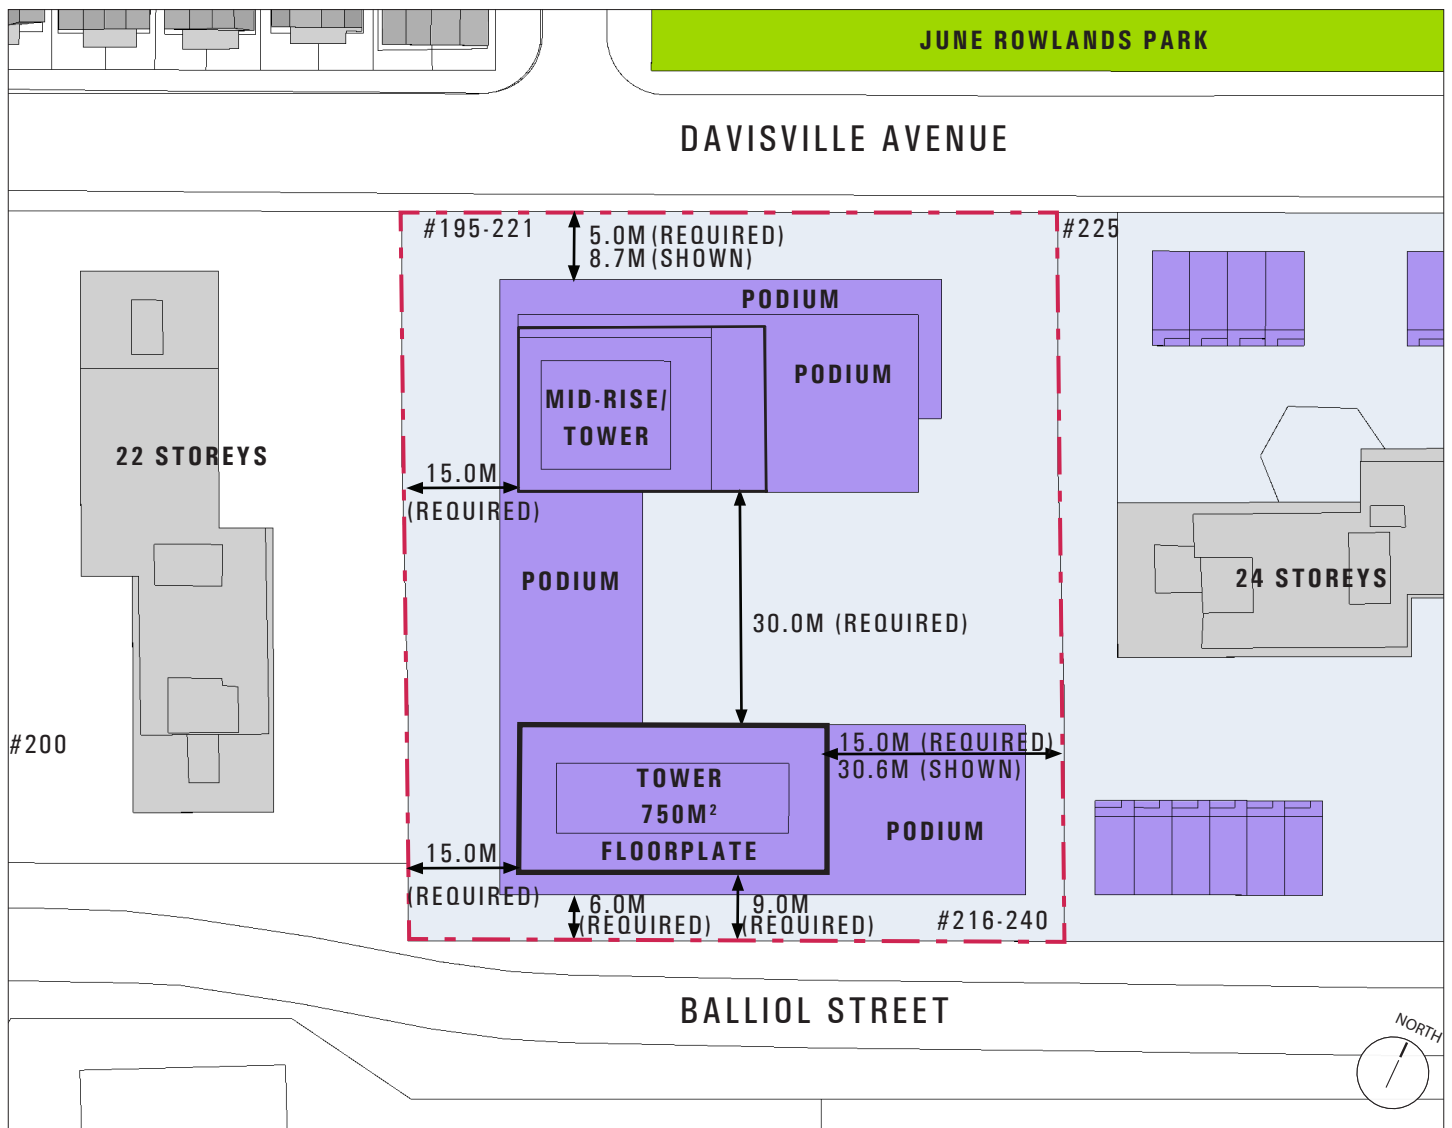 JUNE ROWLANDS PARK
DAVISVILLE AVENUE
#195-221
#225
5.0M (REQUIRED)
8.7M (SHOWN)
PODIUM
PODIUM
MID-RISE/
TOWER
22 STOREYS
15.0M
(REQUIRED)
PODIUM
24 STOREYS
30.0M (REQUIRED)
#200
15.0M (REQUIRED)
30.6M (SHOWN)
TOWER
750M²
FLOORPLATE
PODIUM
15.0M
(REQUIRED)
6.0M
(REQUIRED)
9.0M
(REQUIRED)
#216-240
BALLIOL STREET
NORTH